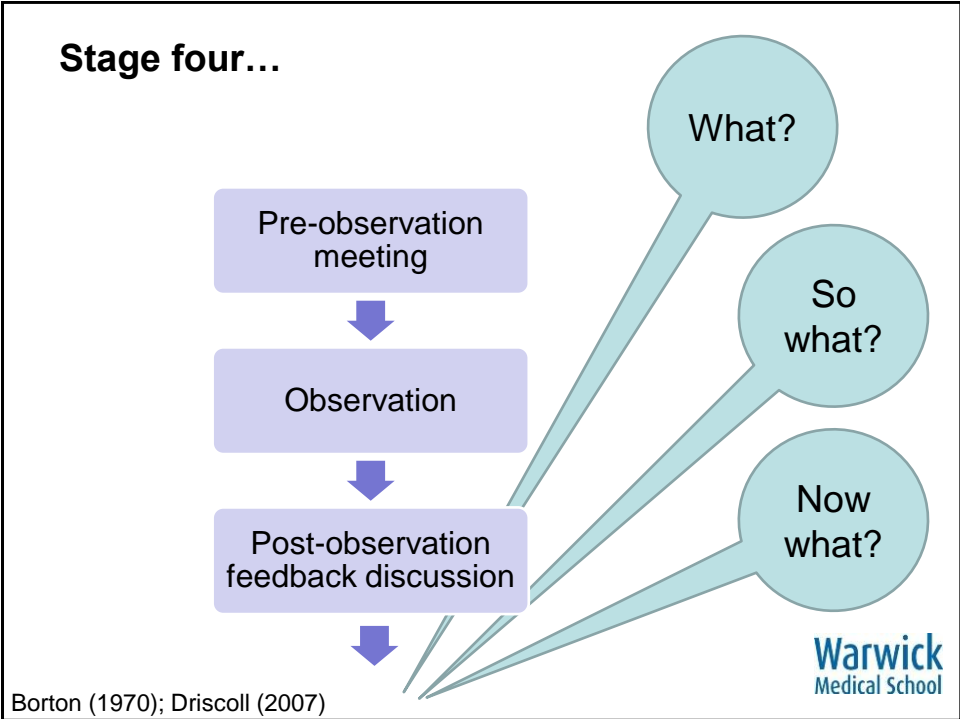 Stage four…
What?
Pre-observation
meeting
So
what?
Observation
Now
what?
Post-observation
feedback discussion
Warwick
Medical School
Borton (1970); Driscoll (2007)